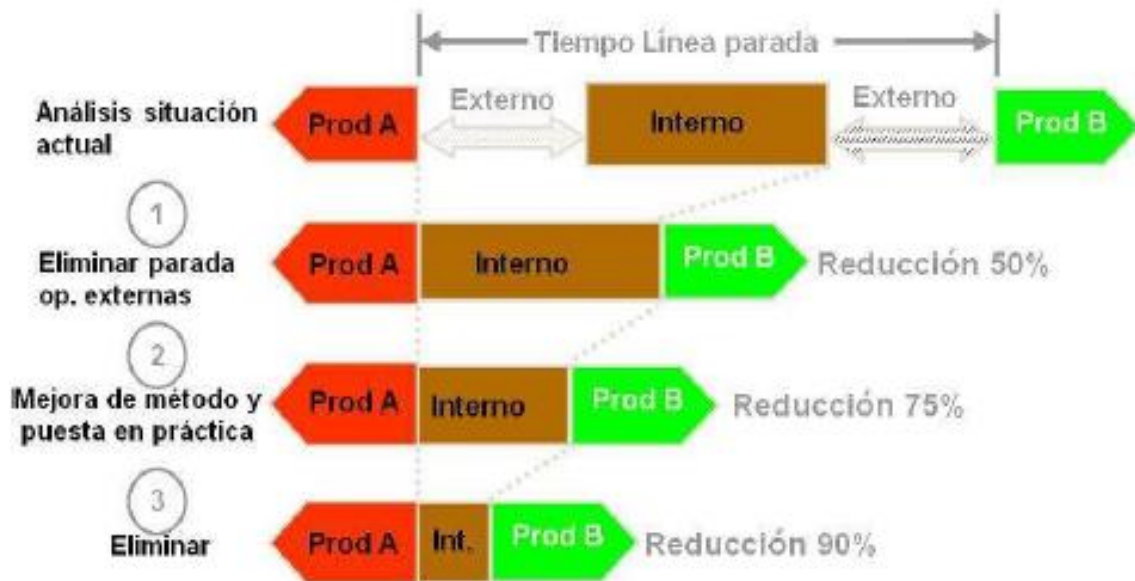 Tiempo Línea parada
Análisis situación
actual
Prod A
Externo
Interno
Externo
Prod B
1
Eliminar parada
op. externas
Prod A
Interno
Prod B
Reducción 50%
2
Mejora de método y
puesta en práctica
Prod A
Interno
Prod B
Reducción 75%
3
Eliminar
Prod A
Int.
Prod B
Reducción 90%